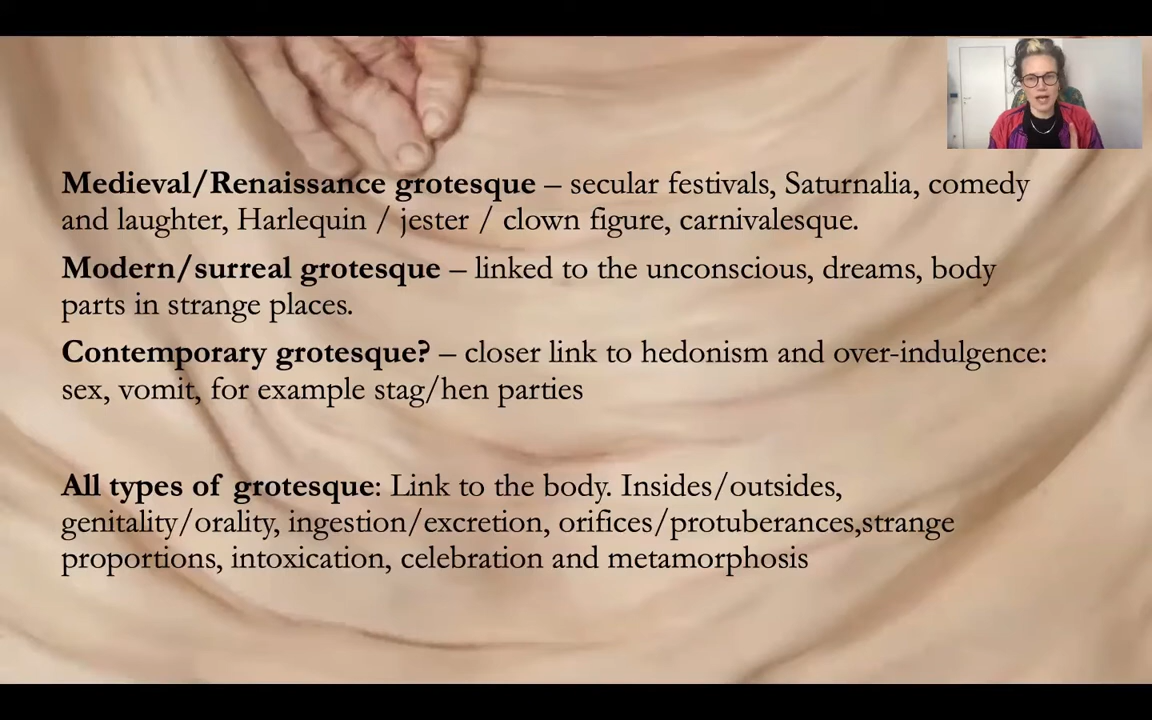 Medieval/Renaissance grotesque – secular festivals, Saturnalia, comedy
and laughter, Harlequin / jester / clown figure, carnivalesque.
Modern/surreal grotesque – linked to the unconscious, dreams, body
parts in strange places.
Contemporary grotesque? – closer link to hedonism and over-indulgence:
sex, vomit, for example stag/hen parties
All types of grotesque: Link to the body. Insides/outsides,
genitality/orality, ingestion/excretion, orifices/protuberances,strange
proportions, intoxication, celebration and metamorphosis